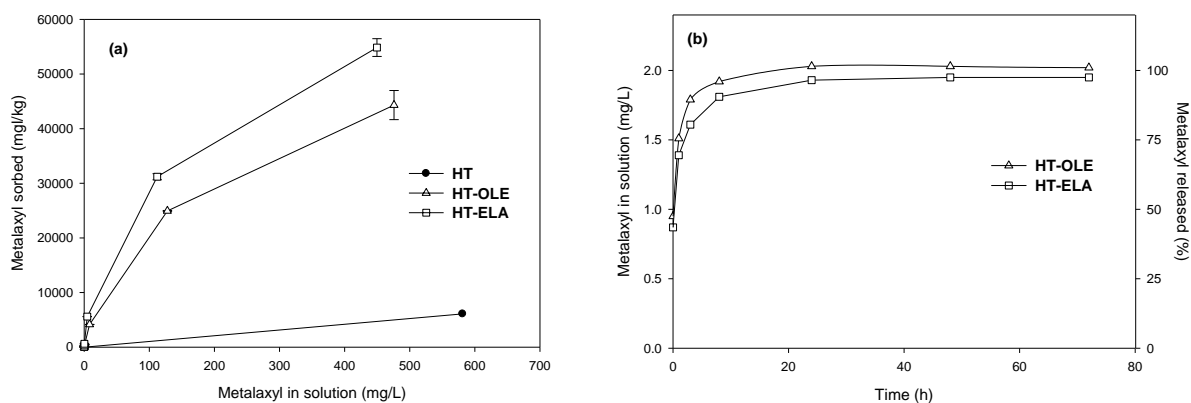 (a)
60000
50000
40000
30000
20000
10000
0
0 100 200 300 400 500 600 700
Metalaxyl sorbed (mgl/kg)
Metalaxyl in solution (mg/L)
HT
HT-OLE
HT-ELA
(b)
2.0
1.5
1.0
0.5
0.0
0 20 40 60 80
100
75
50
25
0
Metalaxyl in solution (mg/L)
Time (h)
Metalaxyl released (%)
HT-OLE
HT-ELA